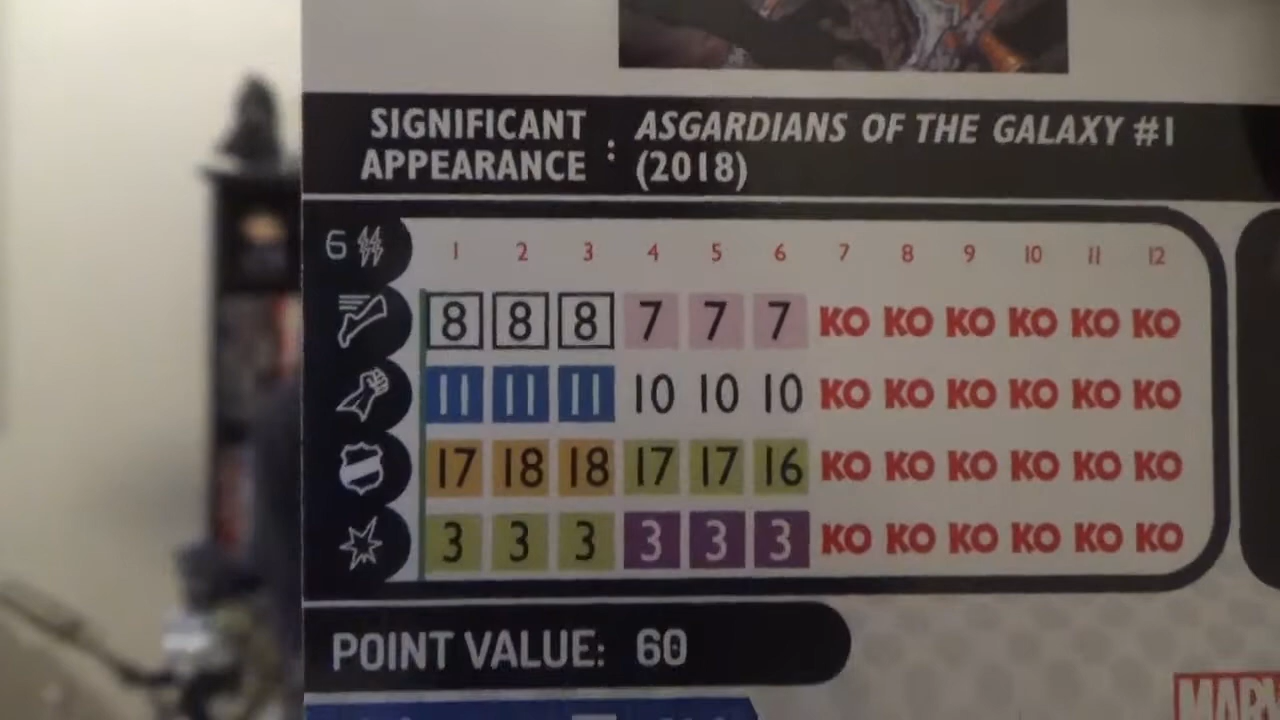 SIGNIFICANT APPEARANCE : ASGARDIANS OF THE GALAXY #1 (2018)
6 1 2 3 4 5 6 7 8 9 10 11 12
8 8 8 7 7 7 KO KO KO KO KO KO
11 11 11 10 10 10 KO KO KO KO KO KO
17 18 18 17 17 16 KO KO KO KO KO KO
3 3 3 3 3 3 KO KO KO KO KO KO
POINT VALUE: 60